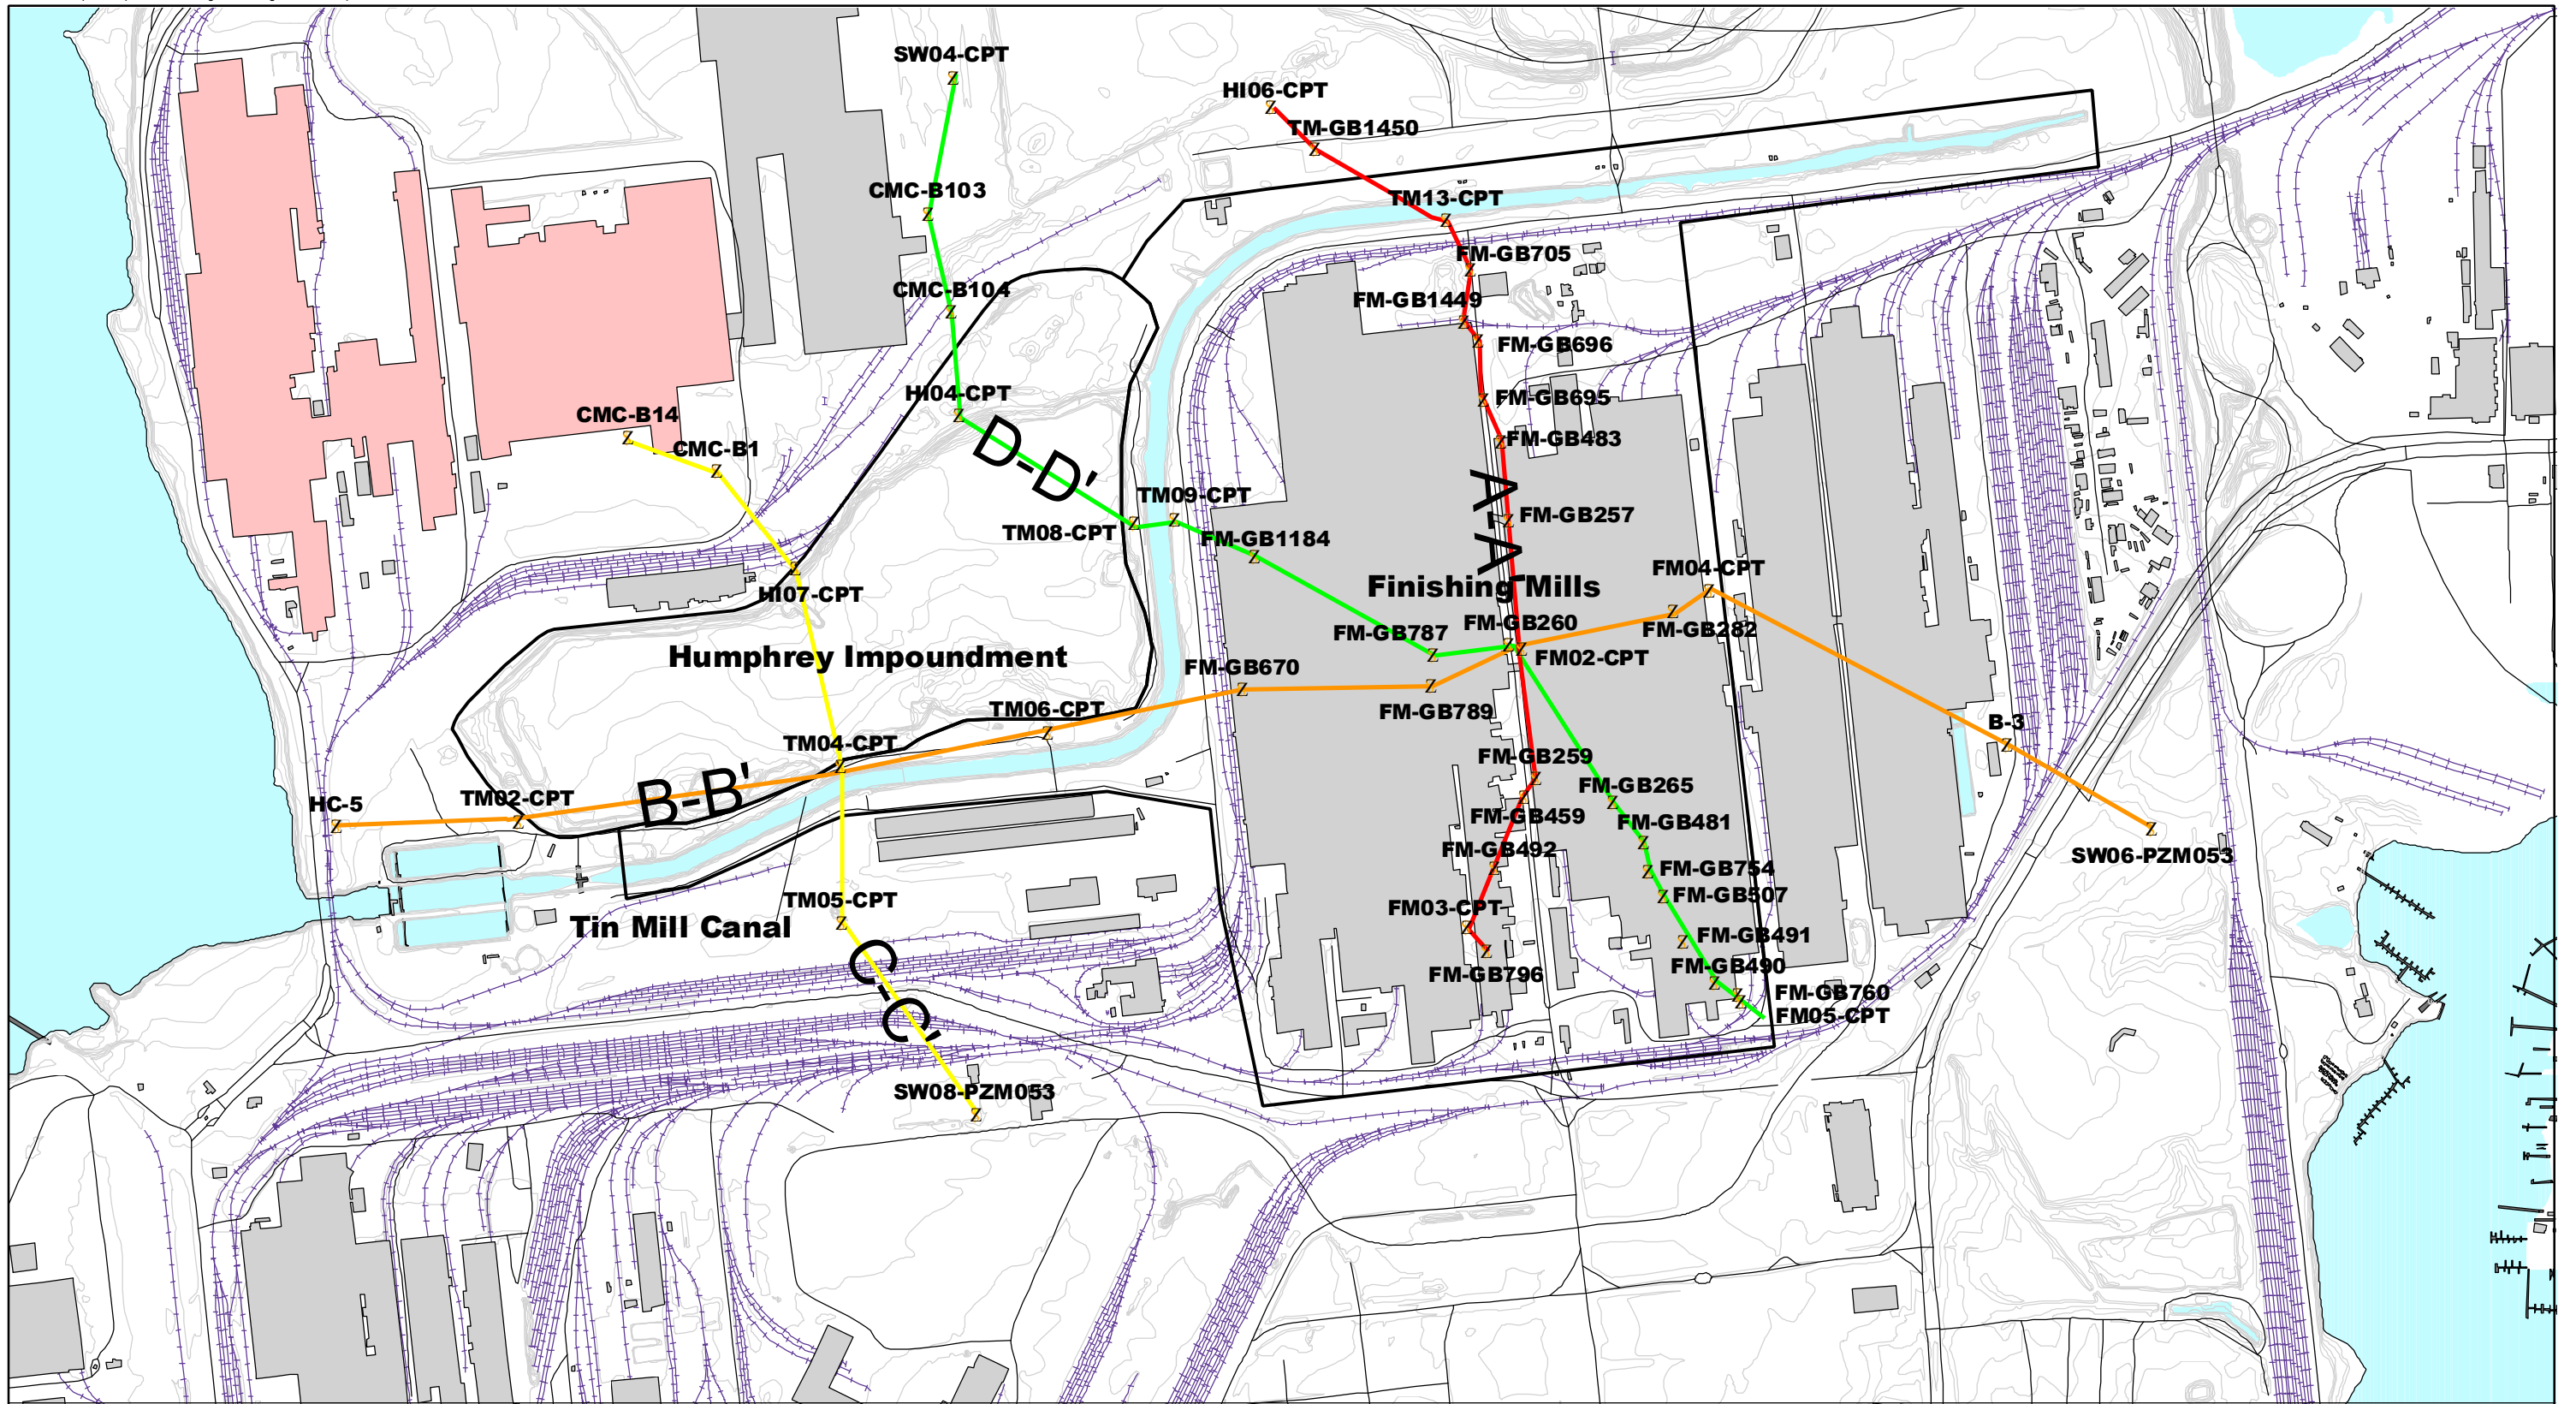 SW04-CPT
HI06-CPT
TM-GB1450
CMC-B103
TM13-CPT
FM-GB705
CMC-B104
FM-GB1449
FM-GB696
HI04-CPT
FM-GB695
CMC-B14
FM-GB483
CMC-B1
D-D'
TM09-CPT
A-A'
FM-GB257
TM08-CPT
FM-GB1184
FM04-CPT
Finishing Mills
HI07-CPT
FM-GB260
FM-GB787
FM-GB282
Humphrey Impoundment
FM02-CPT
FM-GB670
TM06-CPT
FM-GB789
B-3
TM04-CPT
FM-GB259
B-B'
FM-GB265
TM02-CPT
HC-5
FM-GB459
FM-GB481
FM-GB492
SW06-PZM053
FM-GB754
FM-GB507
TM05-CPT
FM03-CPT
Tin Mill Canal
FM-GB491
C-C'
FM-GB490
FM-GB796
FM-GB760
FM05-CPT
SW08-PZM053